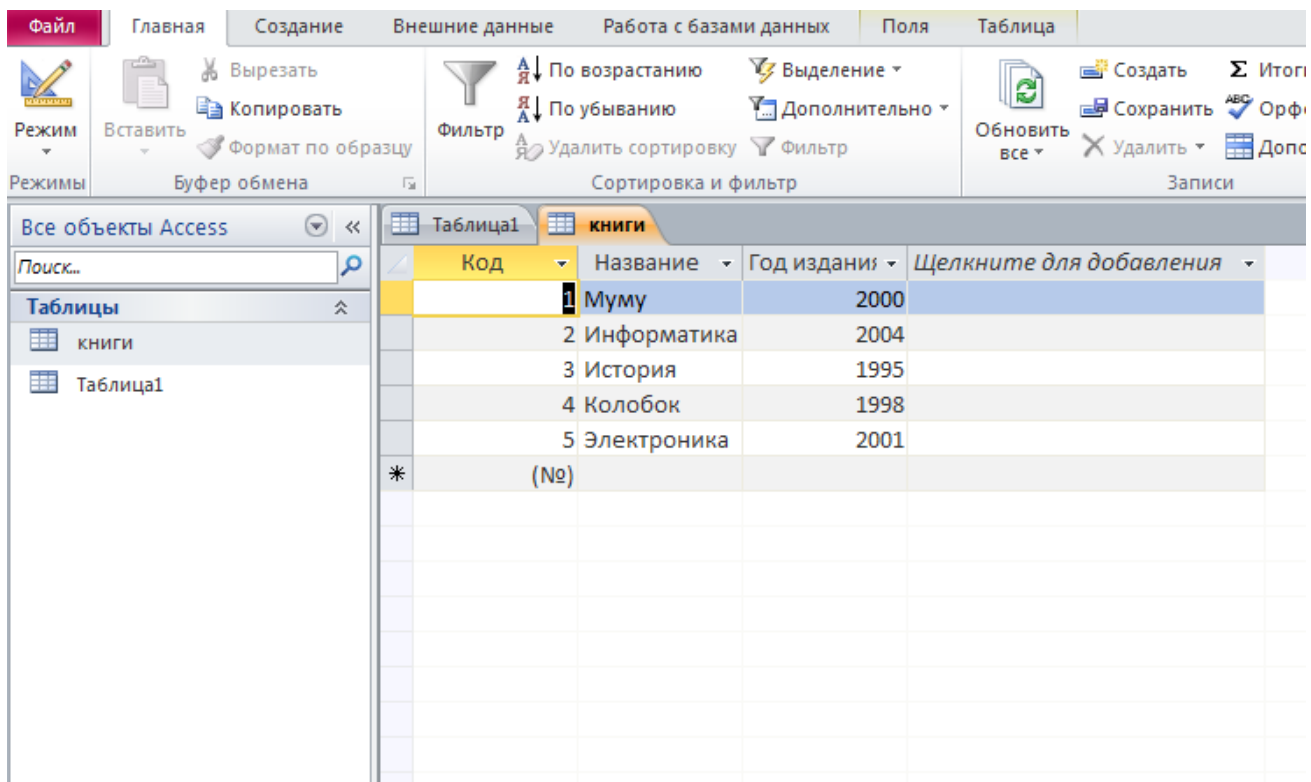 Файл Главная Создание Внешние данные Работа с базами данных Поля Таблица
Вырезать По возрастанию Выделение Создать Σ
Копировать По убыванию Дополнительно Сохранить ABC
Режим Вставить Формат по образцу Фильтр Удалить сортировку Фильтр Обновить все Удалить
Режимы Буфер обмена Сортировка и фильтр Записи
Все объекты Access « Таблица1 книги
Поиск... Код Название Год издания Щелкните для добавления
Таблицы 1 Муму 2000
книги 2 Информатика 2004
Таблица1 3 История 1995
4 Колобок 1998
5 Электроника 2001
(№)